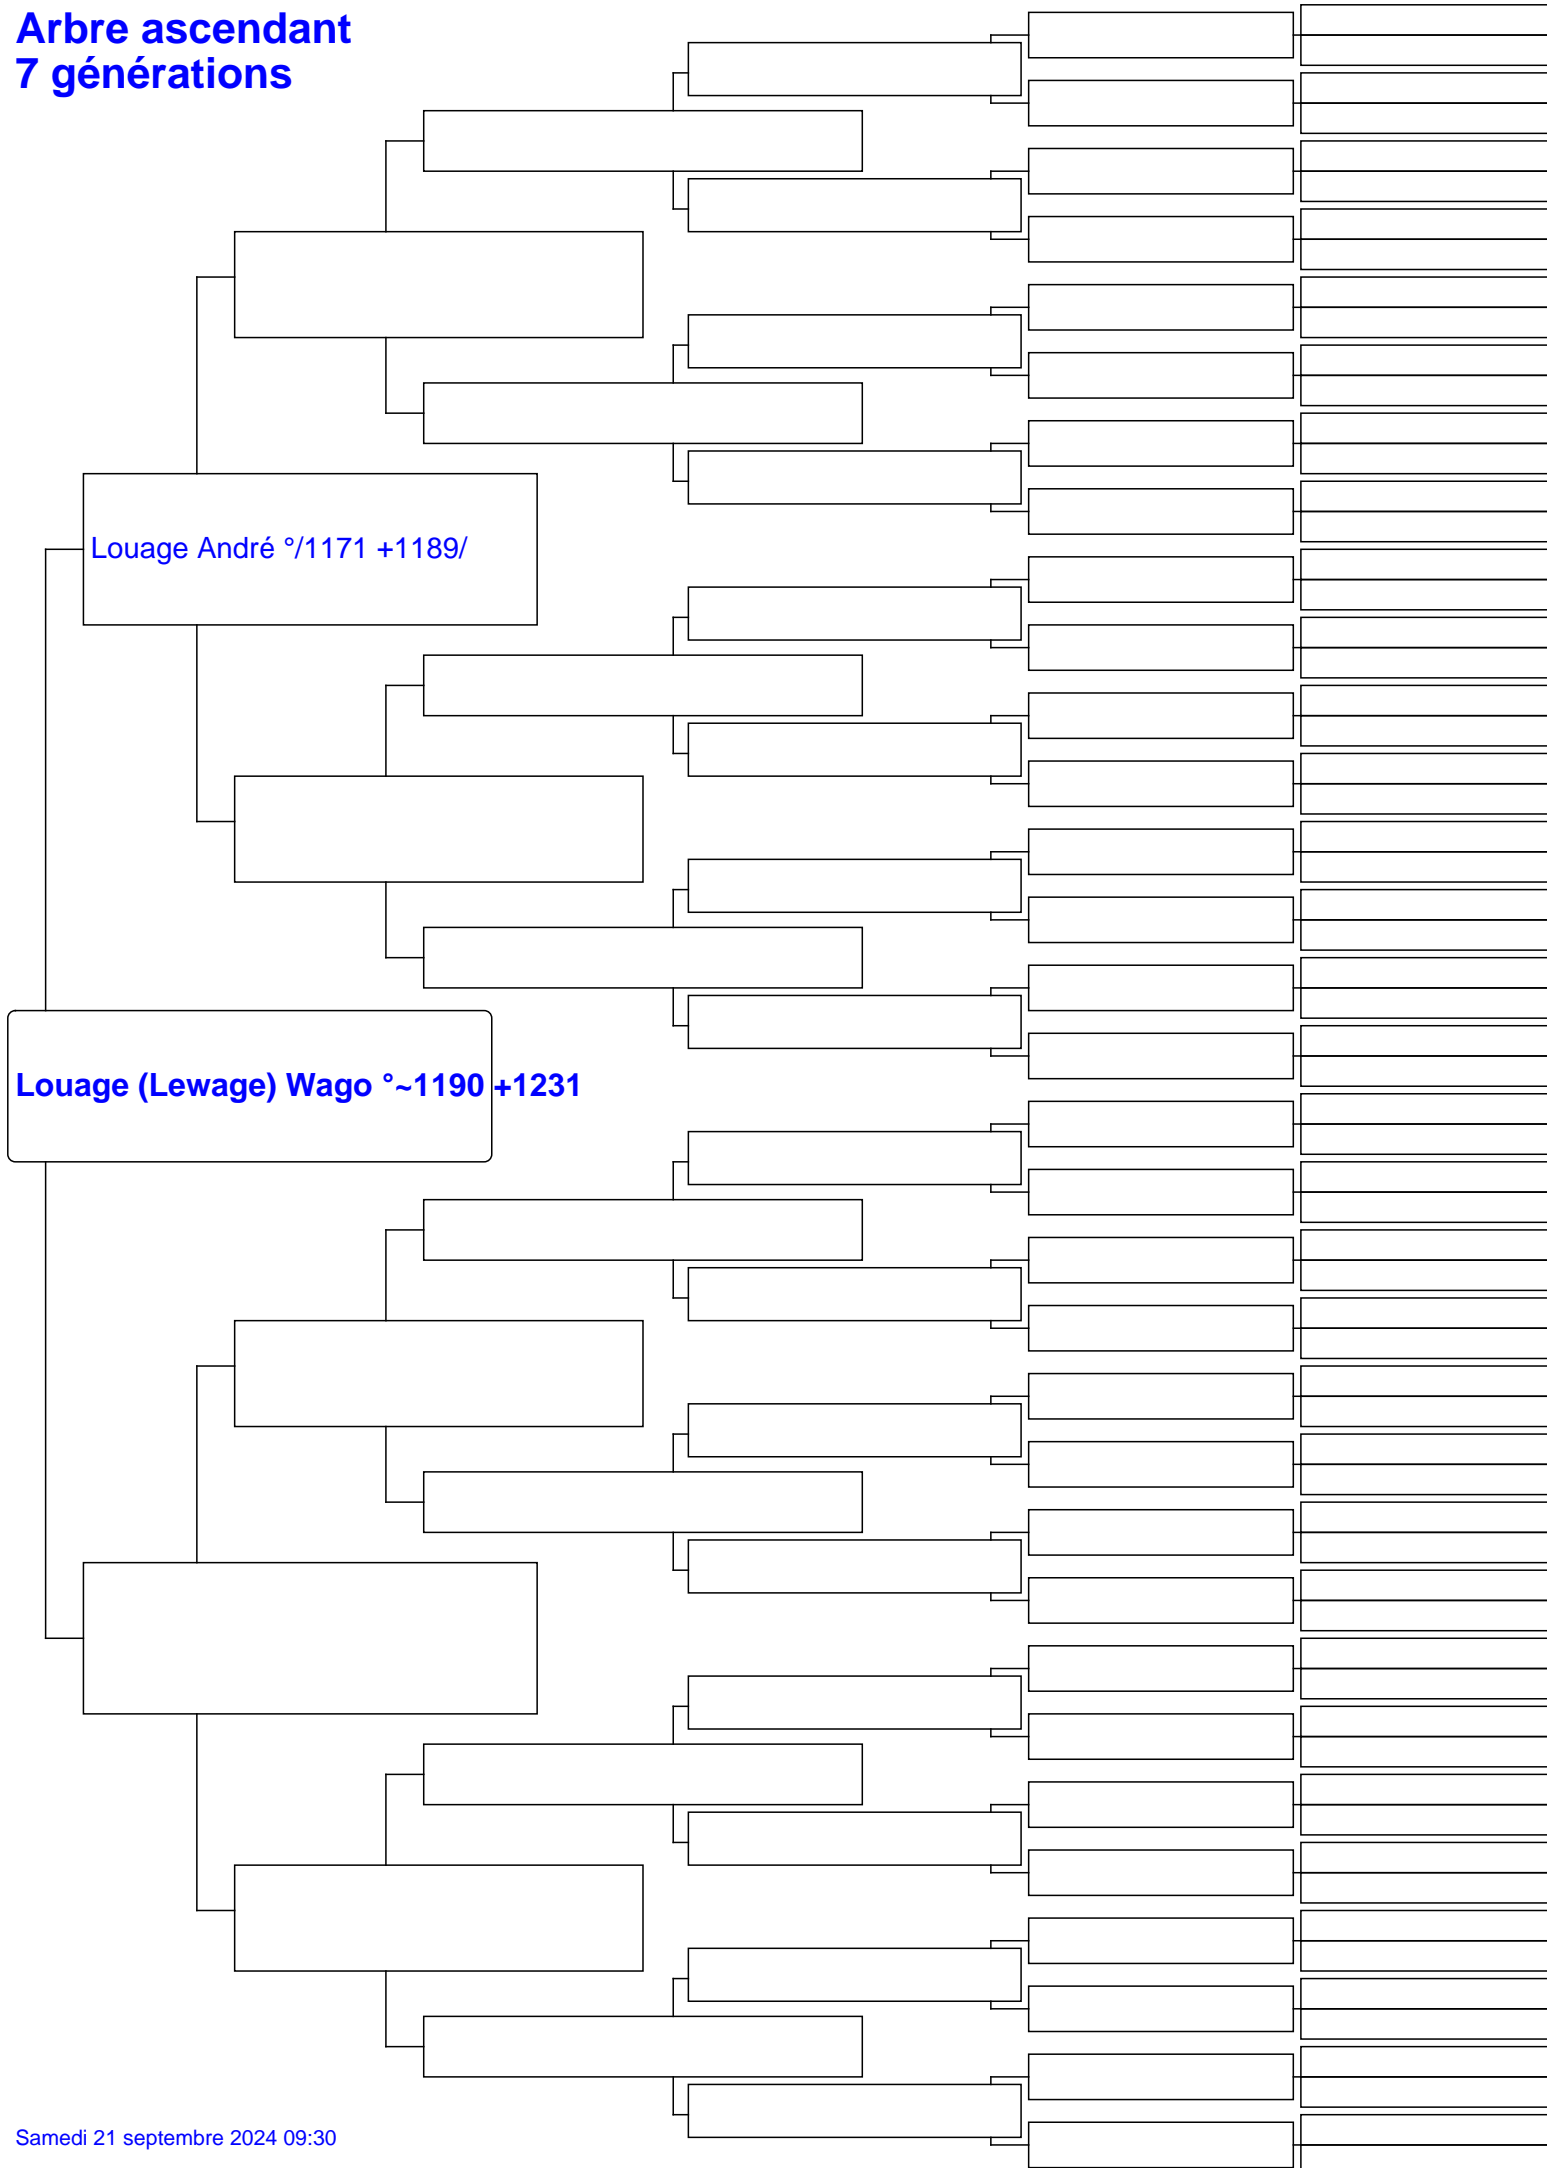 Arbre ascendant
7 générations
Louage André °/1171 +1189/
Louage (Lewage) Wago °~1190 +1231
Samedi 21 septembre 2024 09:30